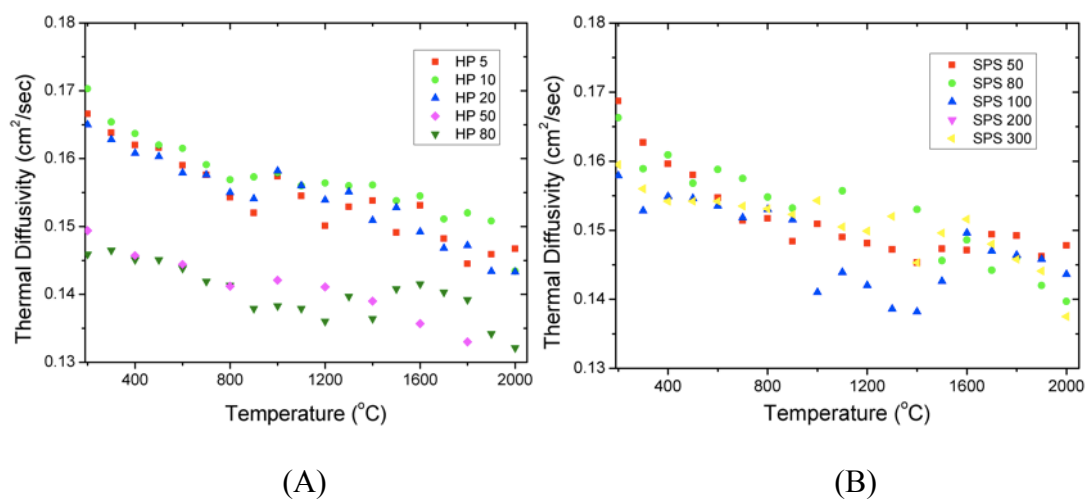 0.18
0.17
0.16
0.15
0.14
0.13
Thermal Diffusivity (cm²/sec)
HP 5
HP 10
HP 20
HP 50
HP 80
400 800 1200 1600 2000
Temperature (°C)
(A)
0.18
0.17
0.16
0.15
0.14
0.13
Thermal Diffusivity (cm²/sec)
SPS 50
SPS 80
SPS 100
SPS 200
SPS 300
400 800 1200 1600 2000
Temperature (°C)
(B)